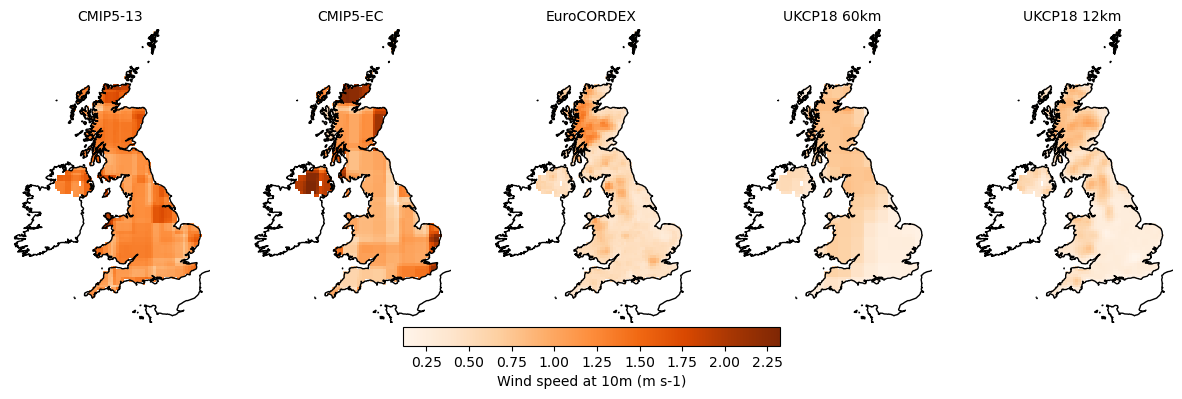 CMIP5-13 CMIP5-EC EuroCORDEX UKCP18 60km UKCP18 12km
0.25 0.50 0.75 1.00 1.25 1.50 1.75 2.00 2.25
Wind speed at 10m (m s-1)